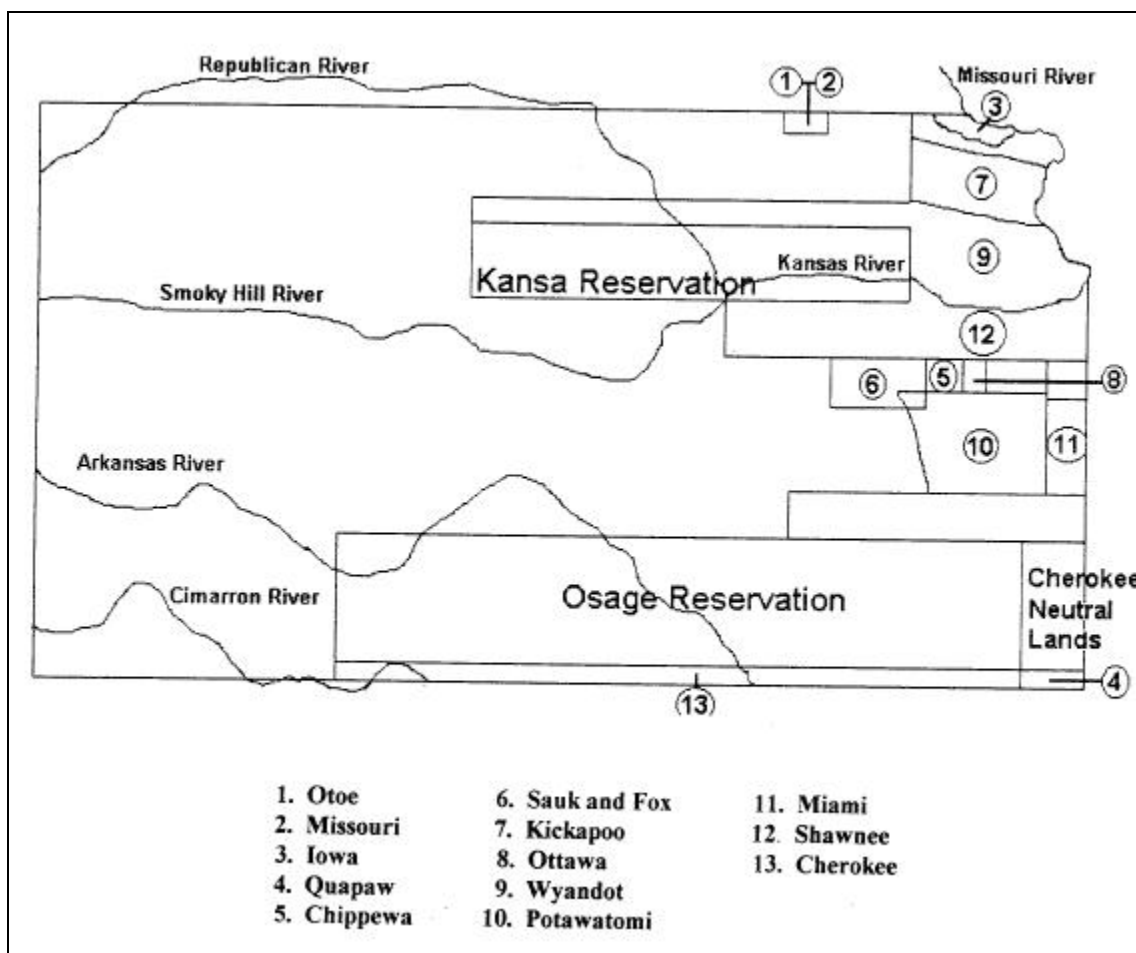 Republican River
1
2
Missouri River
3
7
9
Kansa Reservation
Kansas River
Smoky Hill River
12
6
5
8
10
11
Arkansas River
Cimarron River
Osage Reservation
Cherokee
Neutral
Lands
13
4
1. Otoe
2. Missouri
3. Iowa
4. Quapaw
5. Chippewa
6. Sauk and Fox
7. Kickapoo
8. Ottawa
9. Wyandot
10. Potawatomi
11. Miami
12. Shawnee
13. Cherokee